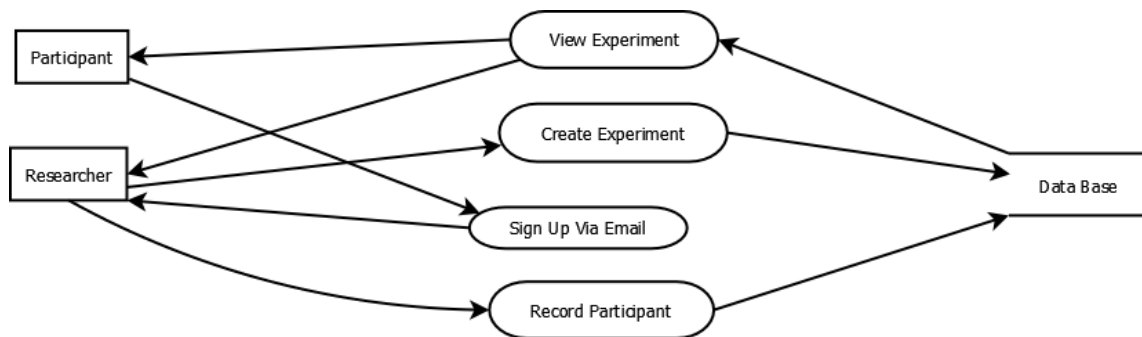 View Experiment
Participant
Create Experiment
Researcher
Data Base
Sign Up Via Email
Record Participant